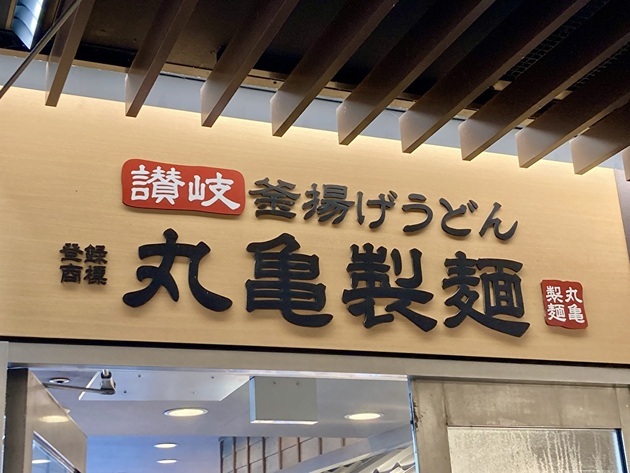 讃岐 釜揚げうどん
登録
商標
丸亀製麺
丸亀
製麺